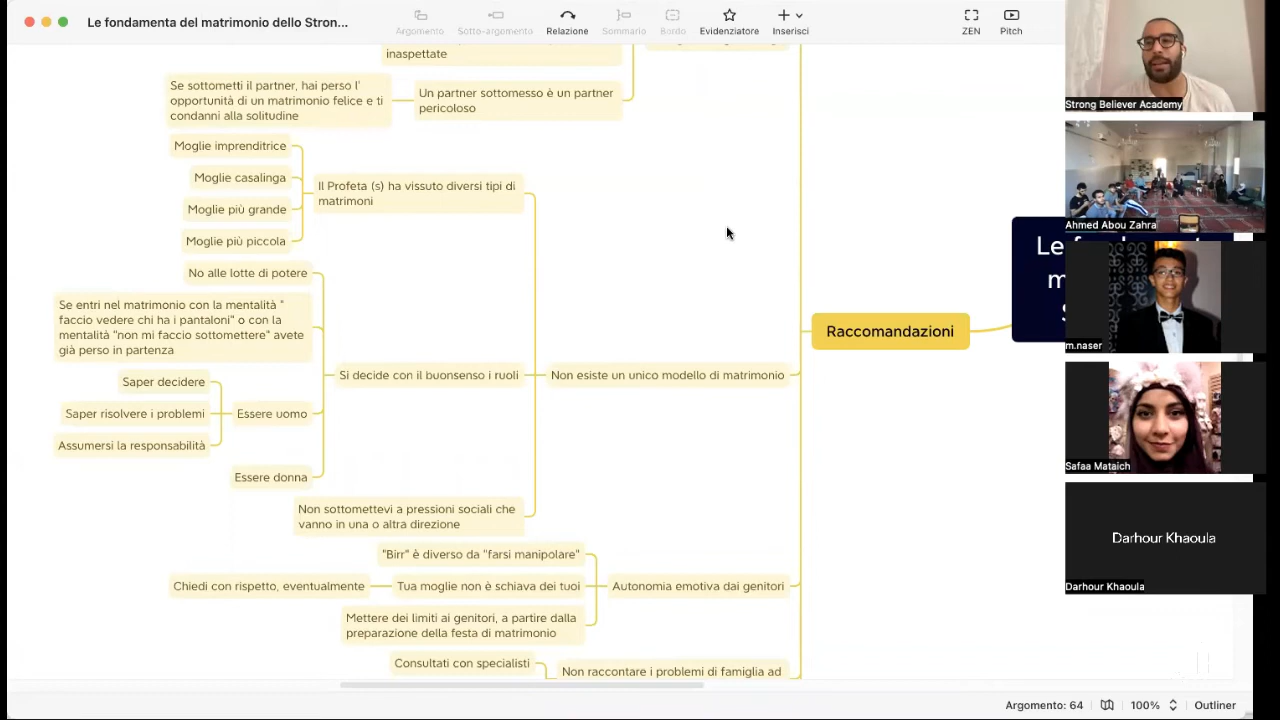 Le fondamenta del matrimonio dello Stron...
Argomento
Sotto-argomento
Relazione
Sommario
Bordo
Evidenziatore
Inserisci
ZEN
Pitch
inaspettate
Se sottometti il partner, hai perso l'
opportunità di un matrimonio felice e ti
condanni alla solitudine
Un partner sottomesso è un partner
pericoloso
Moglie imprenditrice
Moglie casalinga
Moglie più grande
Moglie più piccola
Il Profeta (s) ha vissuto diversi tipi di
matrimoni
No alle lotte di potere
Se entri nel matrimonio con la mentalità "
faccio vedere chi ha i pantaloni" o con la
mentalità "non mi faccio sottomettere" avete
già perso in partenza
Saper decidere
Saper risolvere i problemi
Assumersi la responsabilità
Essere uomo
Essere donna
Si decide con il buonsenso i ruoli
Non esiste un unico modello di matrimonio
Non sottomettevi a pressioni sociali che
vanno in una o altra direzione
"Birr" è diverso da "farsi manipolare"
Chiedi con rispetto, eventualmente
Tua moglie non è schiava dei tuoi
Autonomia emotiva dai genitori
Mettere dei limiti ai genitori, a partire dalla
preparazione della festa di matrimonio
Consultati con specialisti
Non raccontare i problemi di famiglia ad
Raccomandazioni
Le
Strong Believer Academy
Ahmed Abou Zahra
m.naser
Safaa Mataich
Darhour Khaoula
Darhour Khaoula
Argomento: 64
100%
Outliner